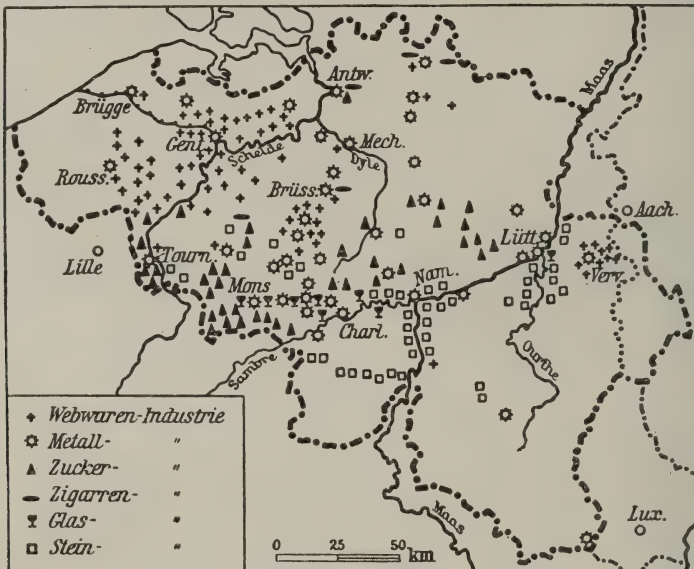 Maas
Antw.
Brügge
Gent
Schelde
Mech.
Dyle
Rouss.
Brüss.
Aach.
Lütt.
Lille
Tourn.
Verv.
Mons
Nam.
Charl.
Sambre
Ourthe
Webwaren-Industrie
Metall- "
Zucker- "
Zigarren- "
Glas- "
Stein- "
Maas
Lux.
0 25 50 km